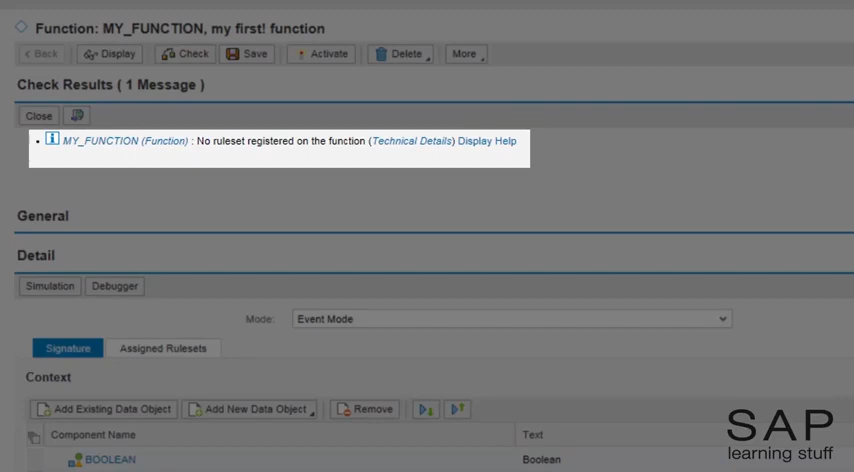 Function: MY_FUNCTION, my first! function
< Back Display Check Save Activate Delete More
Check Results ( 1 Message )
Close
• MY_FUNCTION (Function) : No ruleset registered on the function (Technical Details) Display Help
General
Detail
Simulation Debugger
Mode: Event Mode
Signature Assigned Rulesets
Context
Add Existing Data Object Add New Data Object Remove
Component Name Text
BOOLEAN Boolean
SAP
learning stuff